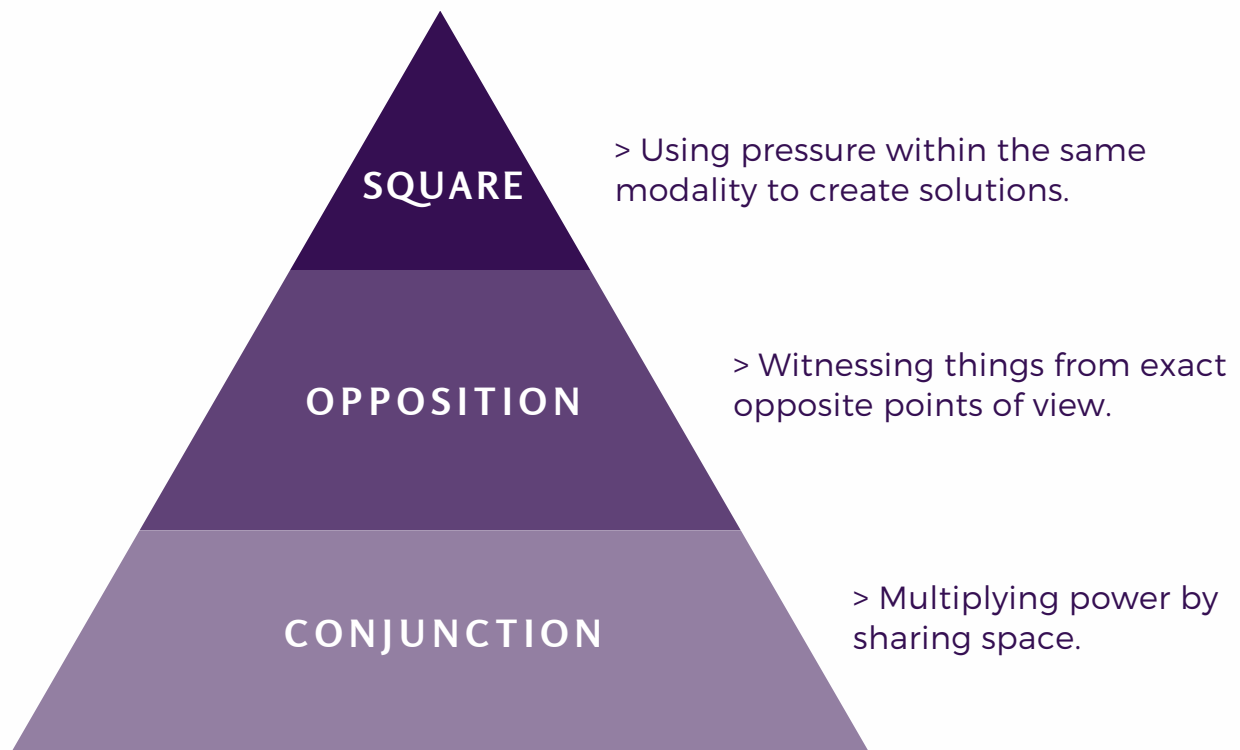 SQUARE
> Using pressure within the same
modality to create solutions.
OPPOSITION
> Witnessing things from exact
opposite points of view.
CONJUNCTION
> Multiplying power by
sharing space.